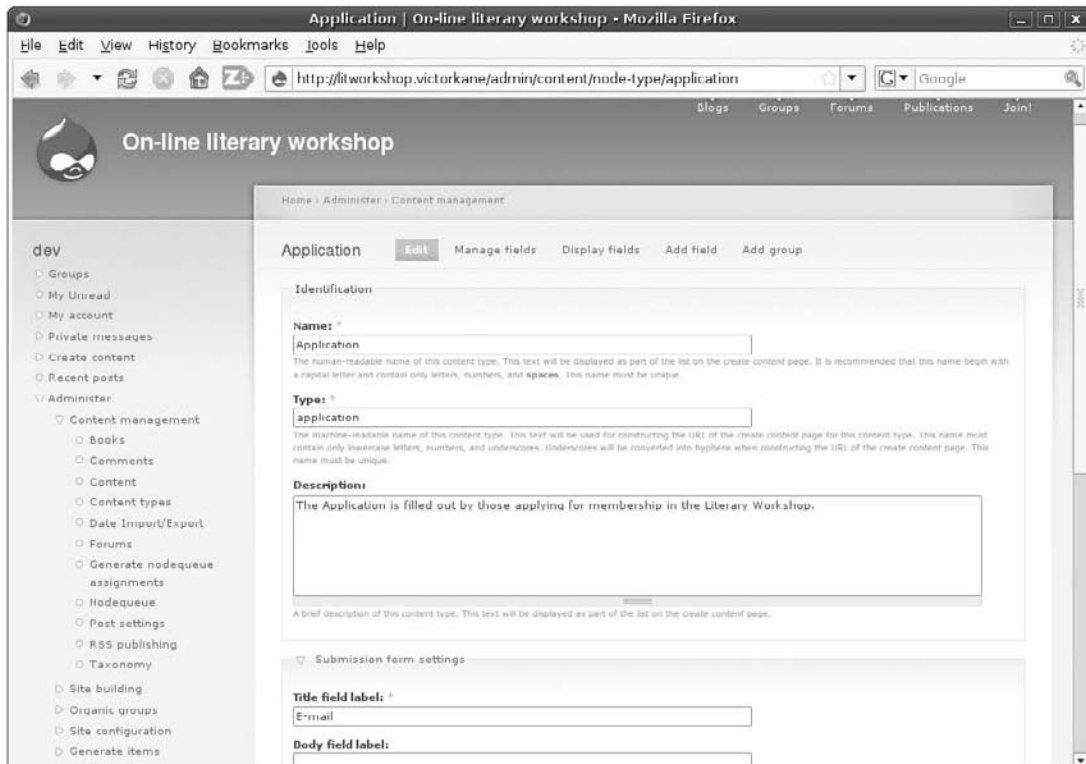 Application | On-line literary workshop - Mozilla Firefox
File Edit View History Bookmarks Tools Help
http://litworkshop.victorkane/admin/content/node-type/application
G Google
Blogs Groups Forums Publications Join!
On-line literary workshop
Home › Administer › Content management
dev
Groups
My Unread
My account
Private messages
Create content
Recent posts
Administer
Content management
Books
Comments
Content
Content types
Date Import/Export
Forums
Generate nodequeue
assignments
Nodequeue
Post settings
RSS publishing
Taxonomy
Site building
Organic groups
Site configuration
Generate items
Application Edit Manage fields Display fields Add field Add group
Identification
Name: *
Application
The human-readable name of this content type. This text will be displayed as part of the list on the create content page. It is recommended that this name begin with
a capital letter and contain only letters, numbers, and spaces. This name must be unique.
Type: *
application
The machine-readable name of this content type. This text will be used for constructing the URL of the create content page for this content type. This name must
contain only lowercase letters, numbers, and underscores. Underscores will be converted into hyphens when constructing the URL of the create content page. This
name must be unique.
Description:
The Application is filled out by those applying for membership in the Literary Workshop.
A brief description of this content type. This text will be displayed as part of the list on the create content page.
Submission form settings
Title field label: *
E-mail
Body field label: